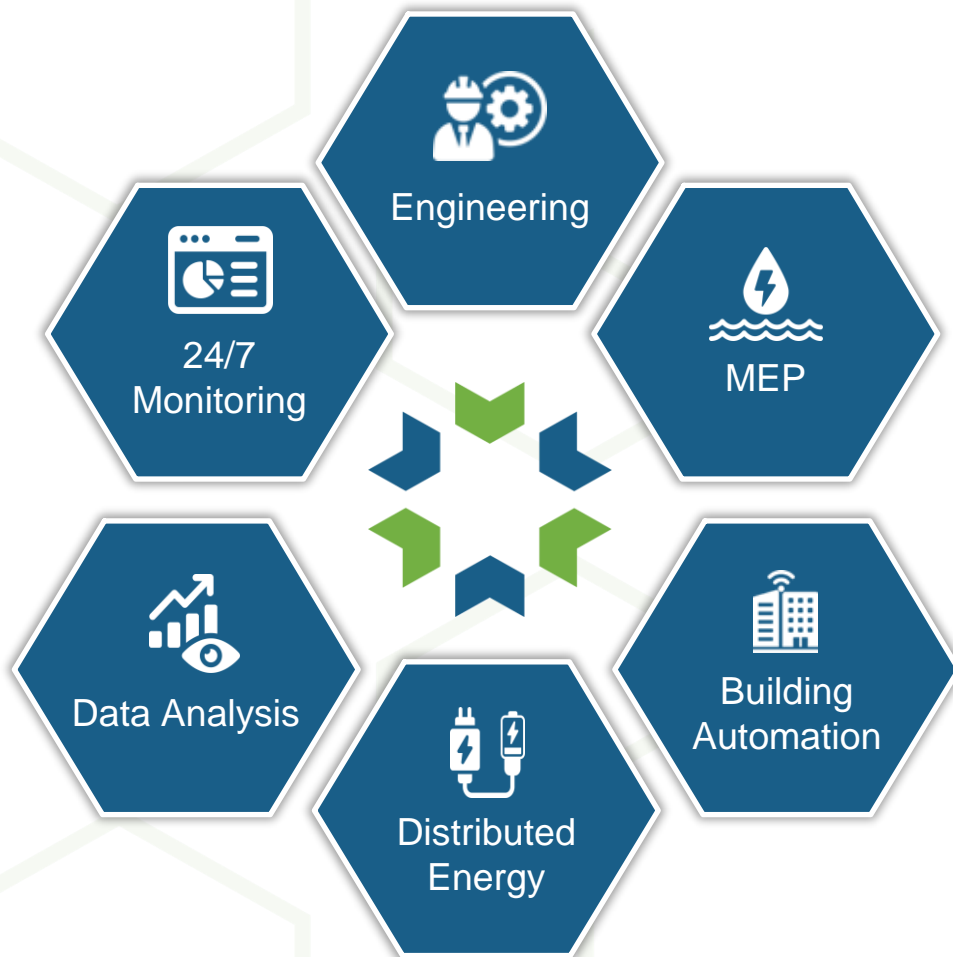 Engineering
MEP
Building
Automation
Distributed
Energy
Data Analysis
24/7
Monitoring